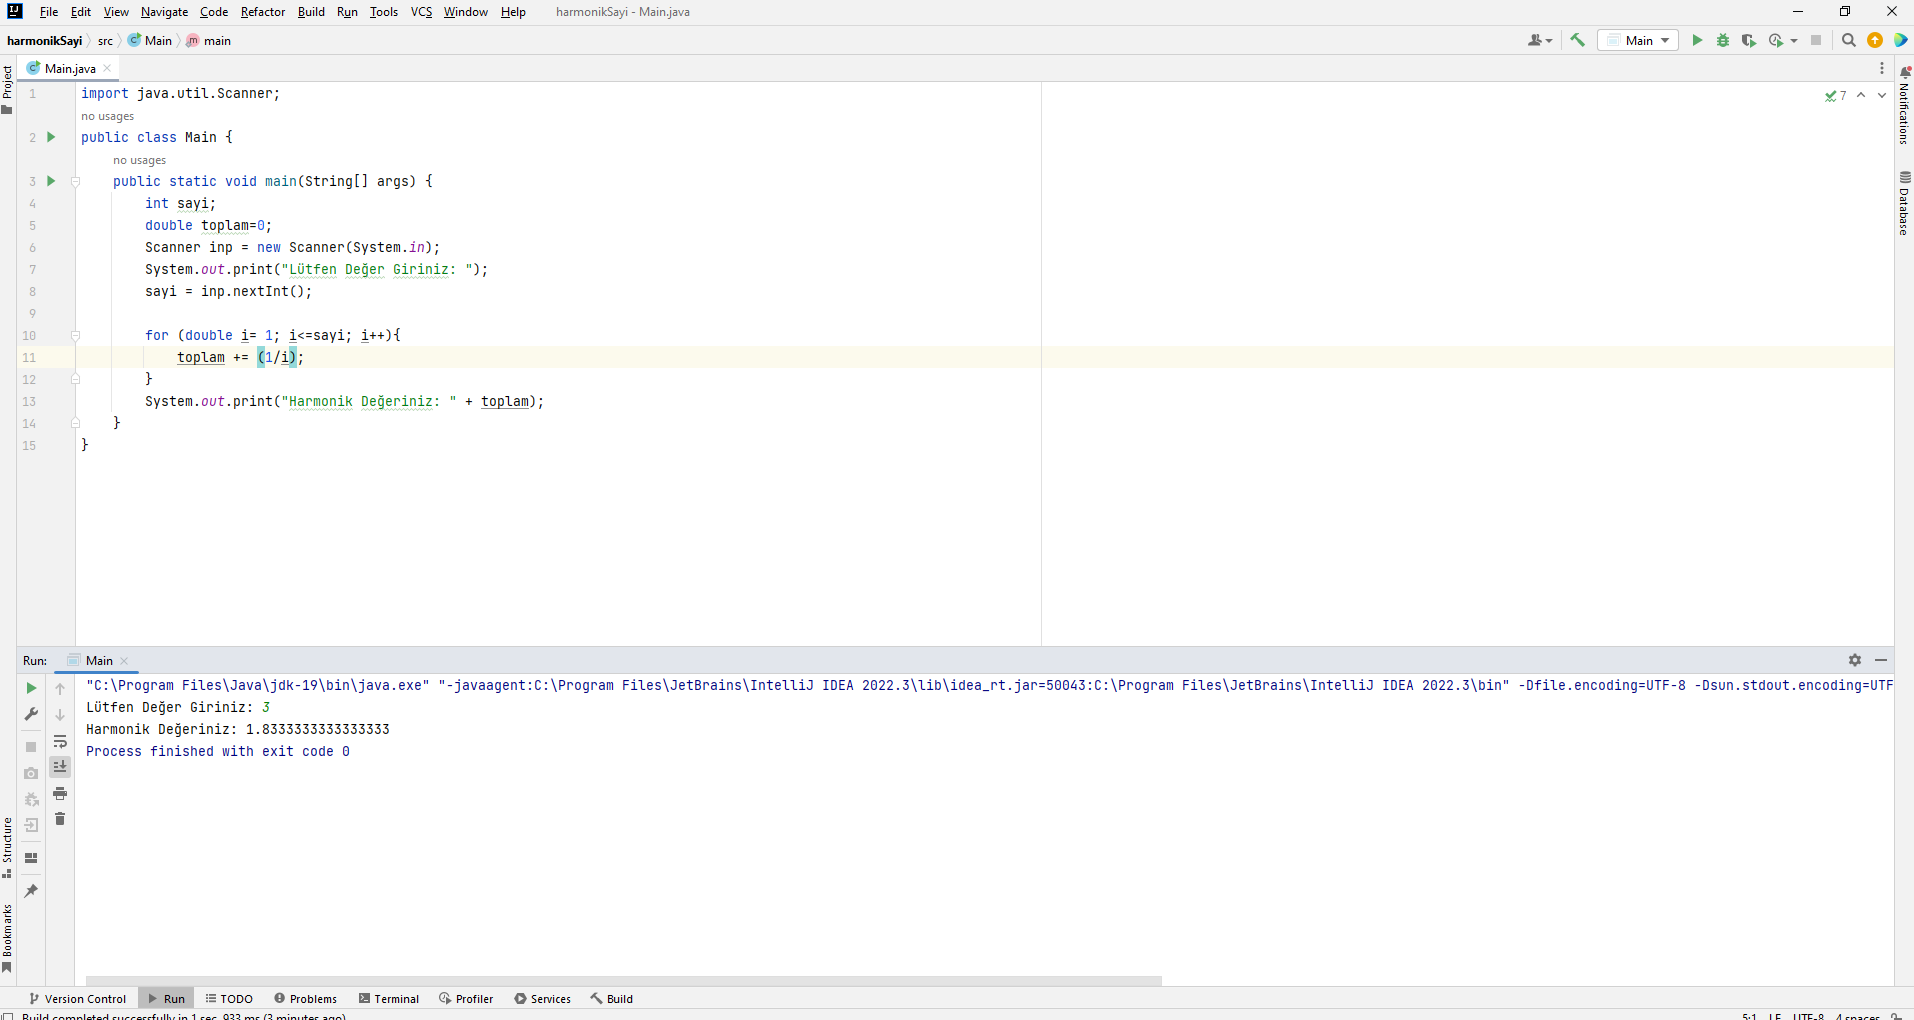 File Edit View Navigate Code Refactor Build Run Tools VCS Window Help harmonikSayi - Main.java
harmonikSayi src Main main Main
Project
Main.java
1 import java.util.Scanner;
no usages
2 public class Main {
no usages
3 public static void main(String[] args) {
4 int sayi;
5 double toplam=0;
6 Scanner inp = new Scanner(System.in);
7 System.out.print("Lütfen Değer Giriniz: ");
8 sayi = inp.nextInt();
9
10 for (double i= 1; i<=sayi; i++){
11 toplam += (1/i);
12 }
13 System.out.print("Harmonik Değeriniz: " + toplam);
14 }
15 }
7
Notifications
Database
Run: Main
"C:\Program Files\Java\jdk-19\bin\java.exe" "-javaagent:C:\Program Files\JetBrains\IntelliJ IDEA 2022.3\lib\idea_rt.jar=50043:C:\Program Files\JetBrains\IntelliJ IDEA 2022.3\bin" -Dfile.encoding=UTF-8 -Dsun.stdout.encoding=UTF
Lütfen Değer Giriniz: 3
Harmonik Değeriniz: 1.8333333333333333
Process finished with exit code 0
Structure
Bookmarks
Version Control Run TODO Problems Terminal Profiler Services Build
Build completed successfully in 1 sec, 933 ms (3 minutes ago) 5:1 LF UTF-8 4 spaces